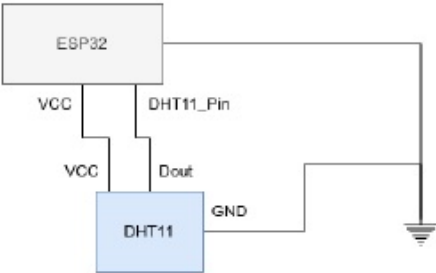 ESP32
VCC
DHT11_Pin
VCC
Dout
GND
DHT11